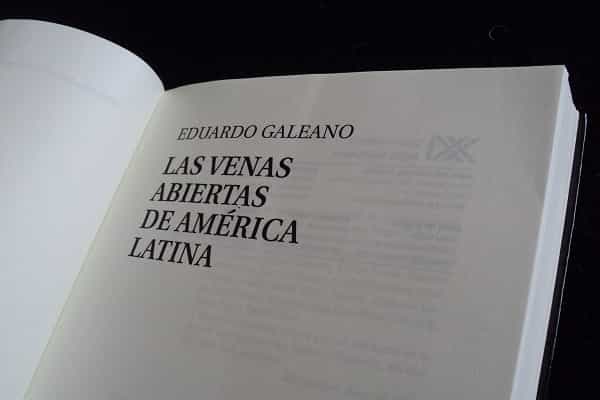 EDUARDO GALEANO
LAS VENAS
ABIERTAS
DE AMÉRICA
LATINA